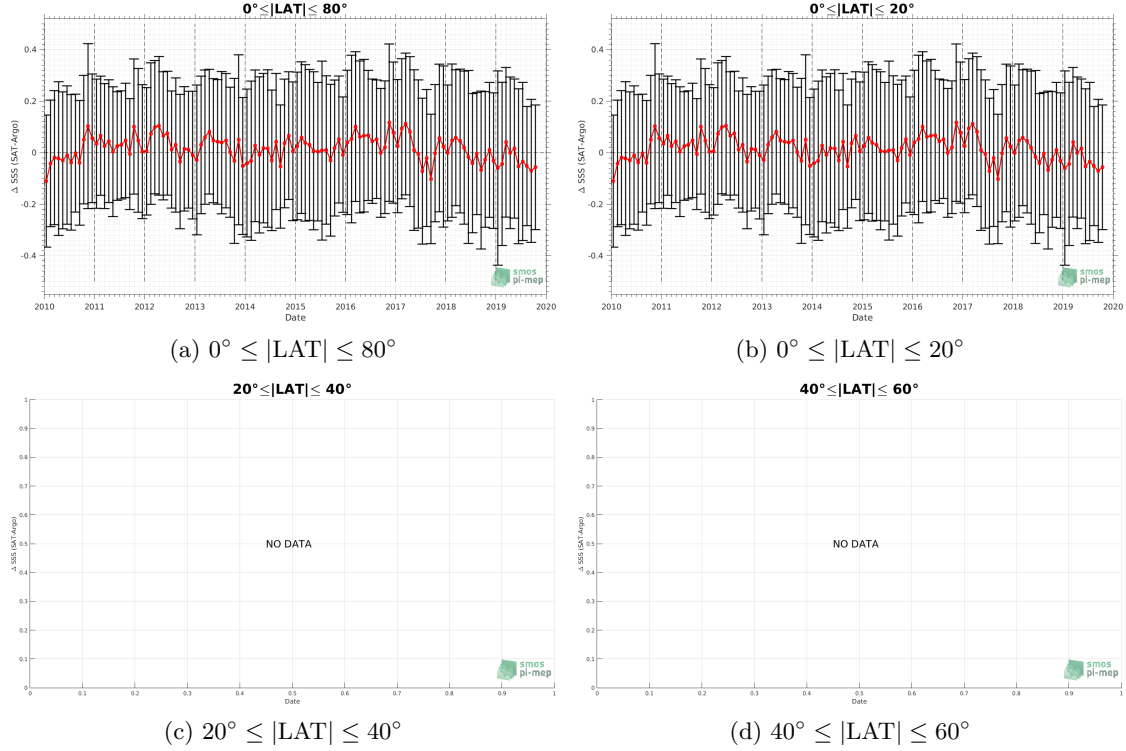 0°≤|LAT|≤ 80°
Δ SSS (SAT-Argo)
0.4
0.2
0
-0.2
-0.4
2010 2011 2012 2013 2014 2015 2016 2017 2018 2019 2020
Date
smos
pi-mep
(a) 0° ≤ |LAT| ≤ 80°
0°≤|LAT|≤ 20°
Δ SSS (SAT-Argo)
0.4
0.2
0
-0.2
-0.4
2010 2011 2012 2013 2014 2015 2016 2017 2018 2019 2020
Date
smos
pi-mep
(b) 0° ≤ |LAT| ≤ 20°
20°≤|LAT|≤ 40°
Δ SSS (SAT-Argo)
1
0.9
0.8
0.7
0.6
0.5
0.4
0.3
0.2
0.1
0
NO DATA
0 0.1 0.2 0.3 0.4 0.5 0.6 0.7 0.8 0.9 1
Date
smos
pi-mep
(c) 20° ≤ |LAT| ≤ 40°
40°≤|LAT|≤ 60°
Δ SSS (SAT-Argo)
1
0.9
0.8
0.7
0.6
0.5
0.4
0.3
0.2
0.1
0
NO DATA
0 0.1 0.2 0.3 0.4 0.5 0.6 0.7 0.8 0.9 1
Date
smos
pi-mep
(d) 40° ≤ |LAT| ≤ 60°